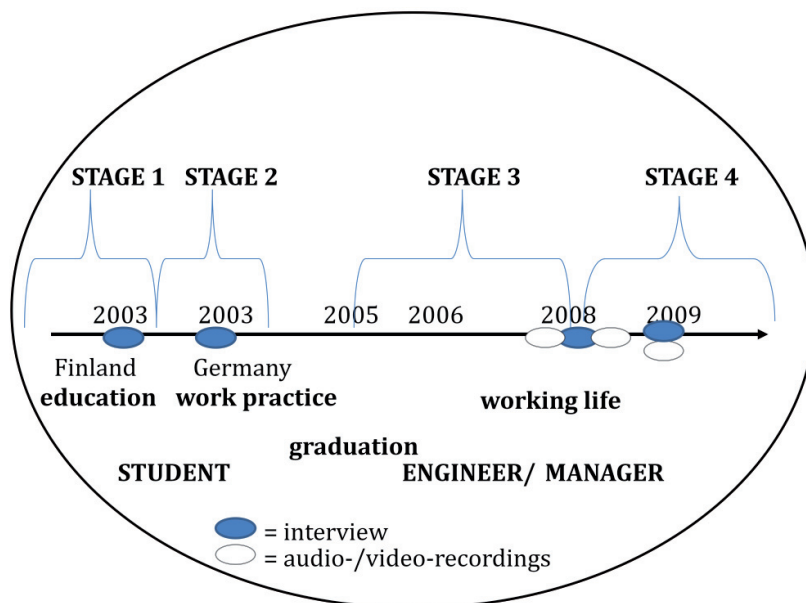 STAGE 1 STAGE 2 STAGE 3 STAGE 4
2003 2003 2005 2006 2008 2009
Finland Germany
education work practice working life
graduation
STUDENT ENGINEER/ MANAGER
= interview
= audio-/video-recordings